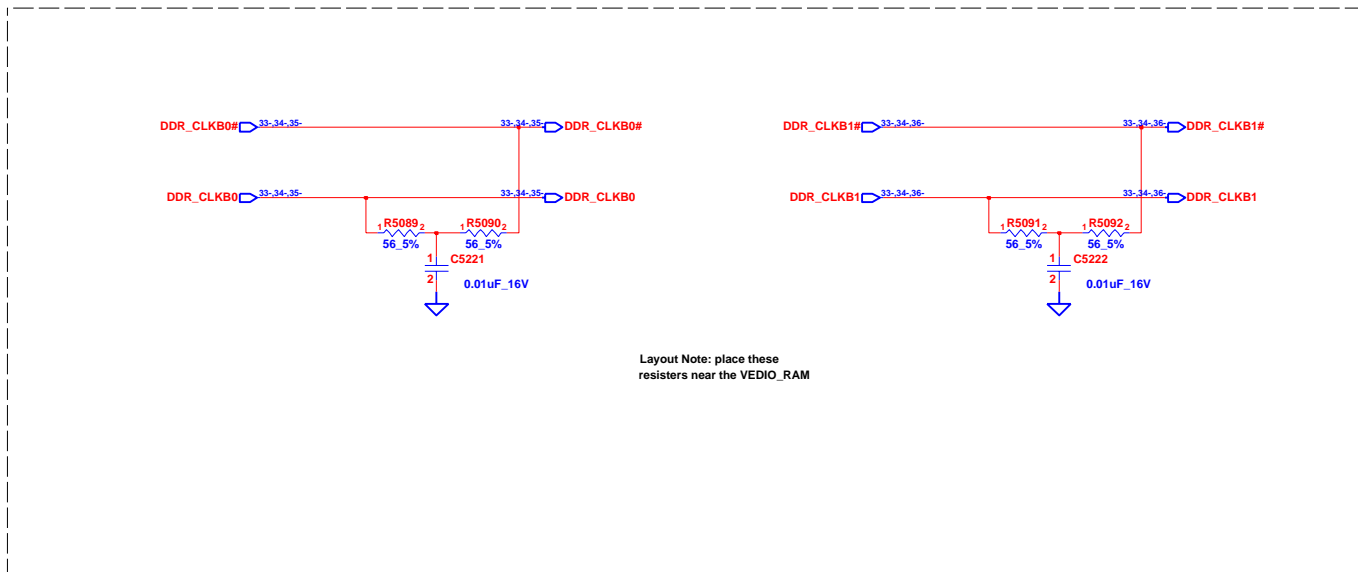 DDR_CLKB0# 33-,34-,35- 33-,34-,35- DDR_CLKB0#
DDR_CLKB1# 33-,34-,36- 33-,34-,36- DDR_CLKB1#
DDR_CLKB0 33-,34-,35- 33-,34-,35- DDR_CLKB0
DDR_CLKB1 33-,34-,36- 33-,34-,36- DDR_CLKB1
1 R5089 2 1 R5090 2
56_5% 56_5%
1 C5221
2
0.01uF_16V
1 R5091 2 1 R5092 2
56_5% 56_5%
1 C5222
2
0.01uF_16V
Layout Note: place these
resisters near the VEDIO_RAM